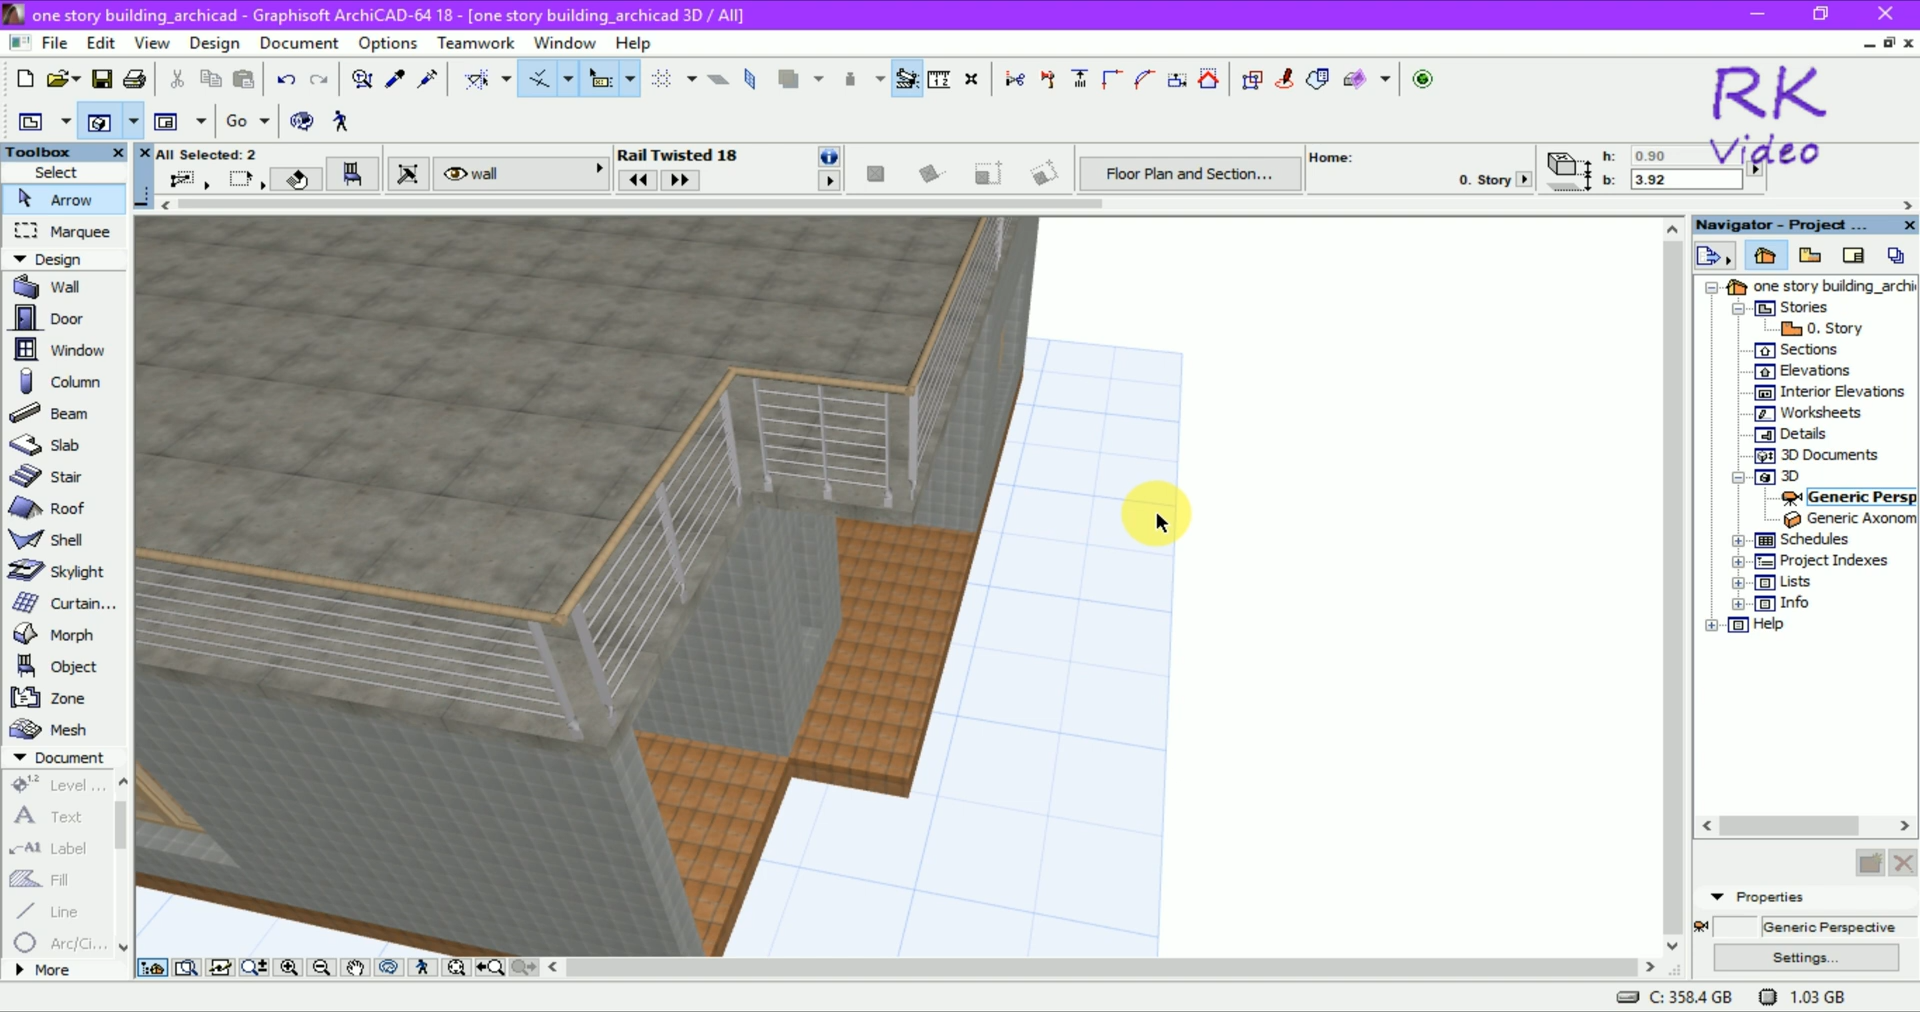 one story building_archicad - Graphisoft ArchiCAD-64 18 - [one story building_archicad 3D / All]
File Edit View Design Document Options Teamwork Window Help
Go
RK
Video
Toolbox
Select
Arrow
Marquee
Design
Wall
Door
Window
Column
Beam
Slab
Stair
Roof
Shell
Skylight
Curtain...
Morph
Object
Zone
Mesh
Document
1.2 Level ...
A Text
A1 Label
Fill
Line
Arc/Ci...
More
All Selected: 2
wall
Rail Twisted 18
Floor Plan and Section...
Home:
0. Story
h: 0.90
b: 3.92
Navigator - Project ...
one story building_archi
Stories
0. Story
Sections
Elevations
Interior Elevations
Worksheets
Details
3D Documents
3D
Generic Persp
Generic Axonom
Schedules
Project Indexes
Lists
Info
Help
Properties
Generic Perspective
Settings...
C: 358.4 GB 1.03 GB